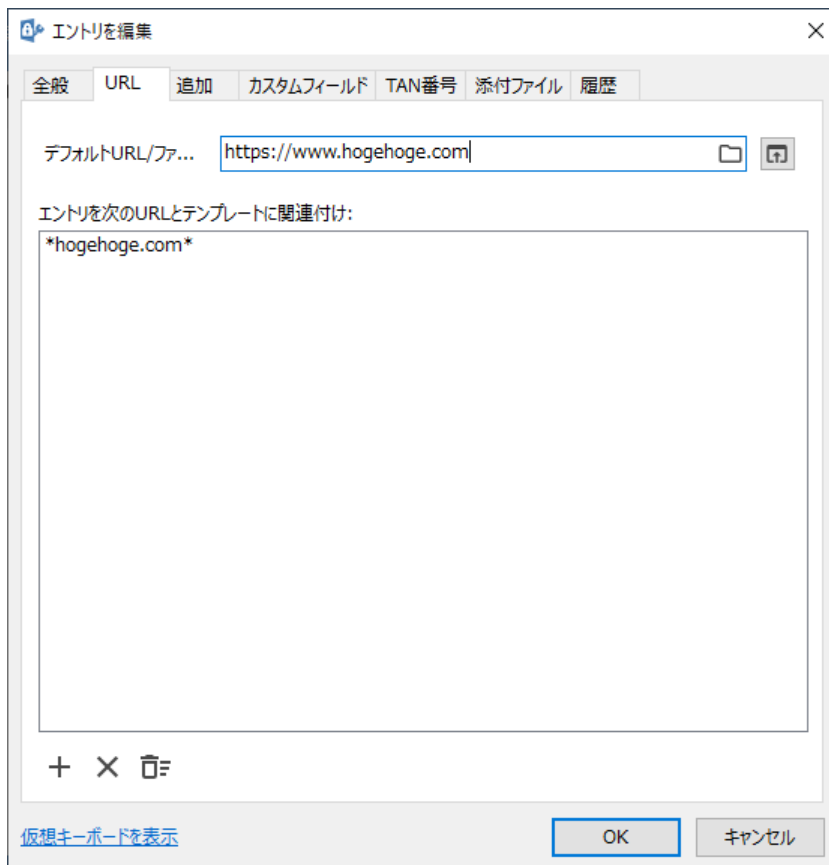 エントリを編集
全般 URL 追加 カスタムフィールド TAN番号 添付ファイル 履歴
デフォルトURL/ファ... https://www.hogehoge.com
エントリを次のURLとテンプレートに関連付け:
*hogehoge.com*
仮想キーボードを表示 OK キャンセル